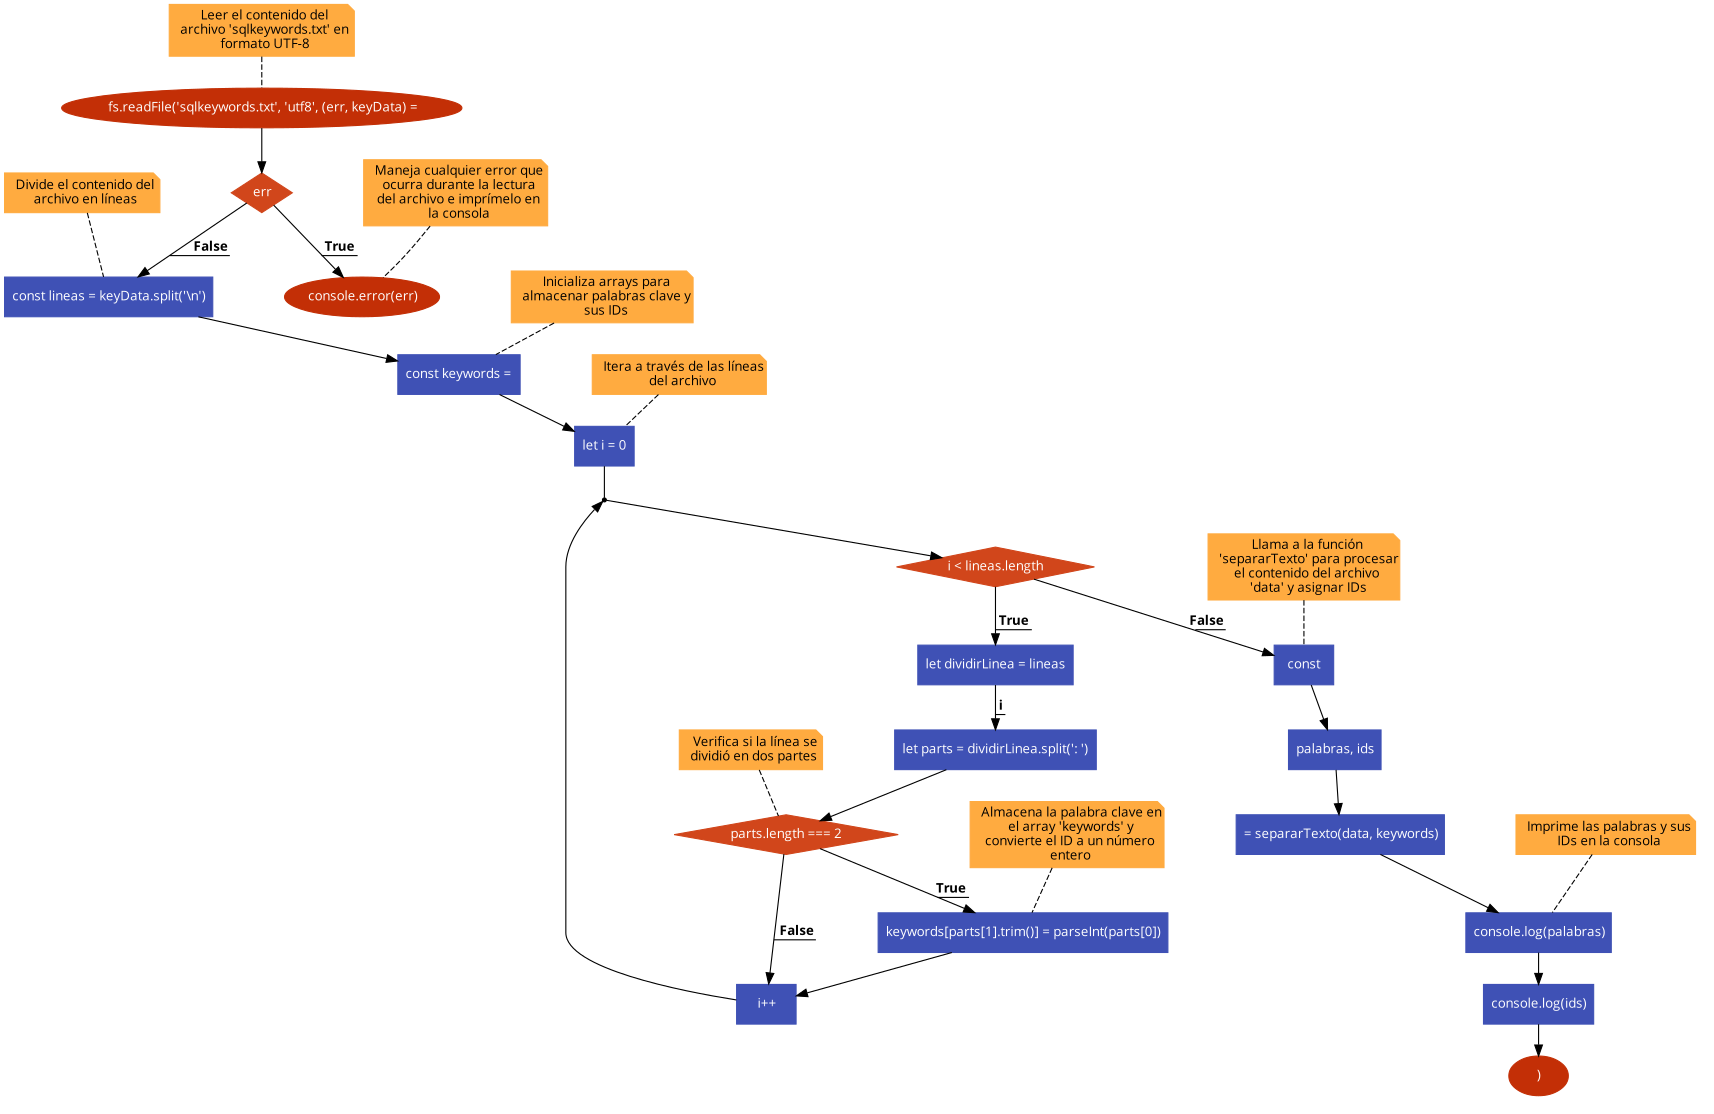 Leer el contenido del
archivo 'sqlkeywords.txt' en
formato UTF-8
fs.readFile('sqlkeywords.txt', 'utf8', (err, keyData) =
Divide el contenido del
archivo en líneas
err
Maneja cualquier error que
ocurra durante la lectura
del archivo e imprímelo en
la consola
False
True
const lineas = keyData.split('\n')
console.error(err)
Inicializa arrays para
almacenar palabras clave y
sus IDs
const keywords =
Itera a través de las líneas
del archivo
let i = 0
i < lineas.length
Llama a la función
'separarTexto' para procesar
el contenido del archivo
'data' y asignar IDs
True
False
let dividirLinea = lineas
const
i
let parts = dividirLinea.split(': ')
palabras, ids
Verifica si la línea se
dividió en dos partes
parts.length === 2
Almacena la palabra clave en
el array 'keywords' y
convierte el ID a un número
entero
= separarTexto(data, keywords)
Imprime las palabras y sus
IDs en la consola
True
False
keywords[parts[1].trim()] = parseInt(parts[0])
console.log(palabras)
i++
console.log(ids)
)